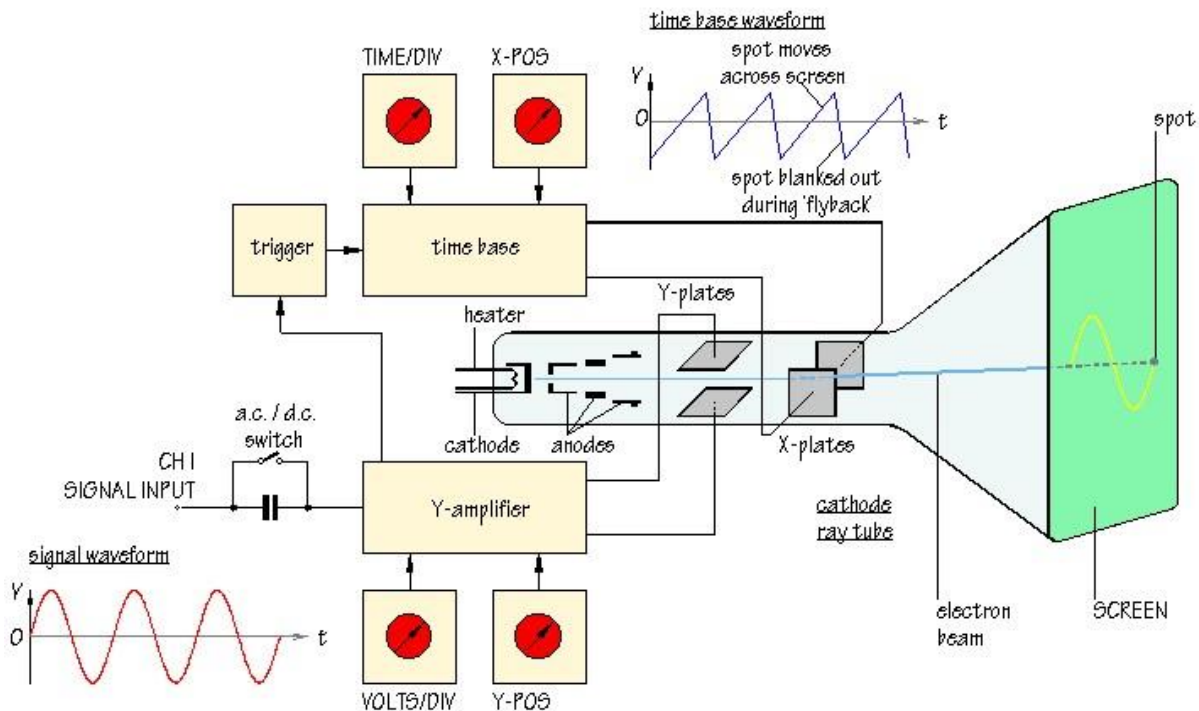 time base waveform
TIME/DIV
X-POS
spot moves
across screen
V
0
t
spot
spot blanked out
during 'flyback'
trigger
time base
Y-plates
heater
cathode
anodes
X-plates
a.c. / d.c.
switch
CH I
SIGNAL INPUT
Y-amplifier
cathode
ray tube
signal waveform
V
0
t
electron
beam
SCREEN
VOLTS/DIV
Y-POS